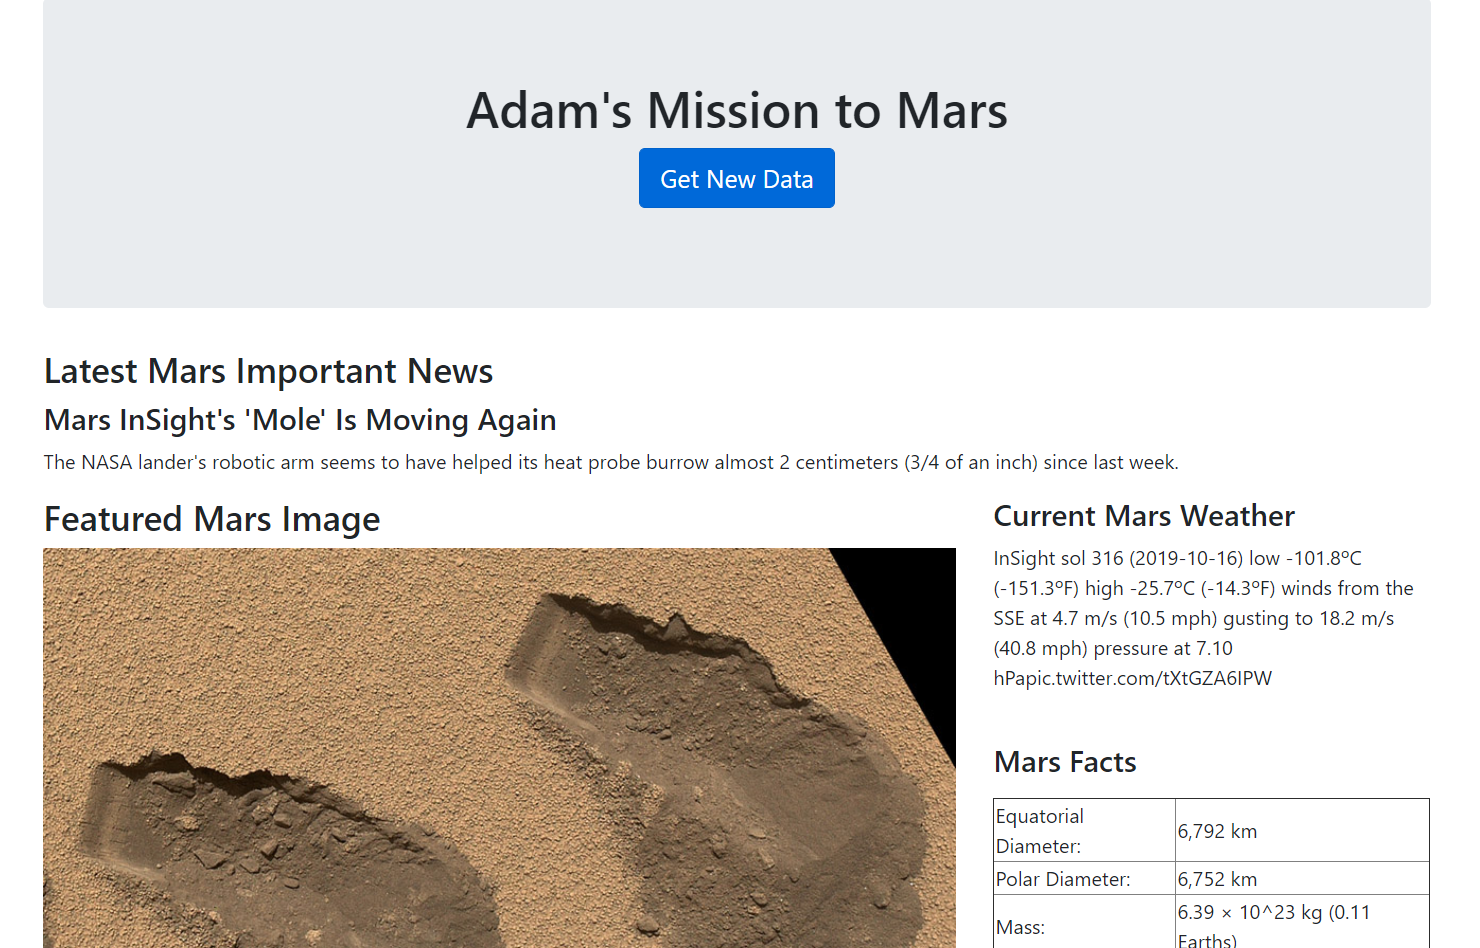 Adam's Mission to Mars
Get New Data
Latest Mars Important News
Mars InSight's 'Mole' Is Moving Again
The NASA lander's robotic arm seems to have helped its heat probe burrow almost 2 centimeters (3/4 of an inch) since last week.
Featured Mars Image
Current Mars Weather
InSight sol 316 (2019-10-16) low -101.8ºC
(-151.3ºF) high -25.7ºC (-14.3ºF) winds from the
SSE at 4.7 m/s (10.5 mph) gusting to 18.2 m/s
(40.8 mph) pressure at 7.10
hPapic.twitter.com/tXtGZA6IPW
Mars Facts
Equatorial
Diameter:
6,792 km
Polar Diameter:
6,752 km
Mass:
6.39 × 10^23 kg (0.11
Earths)